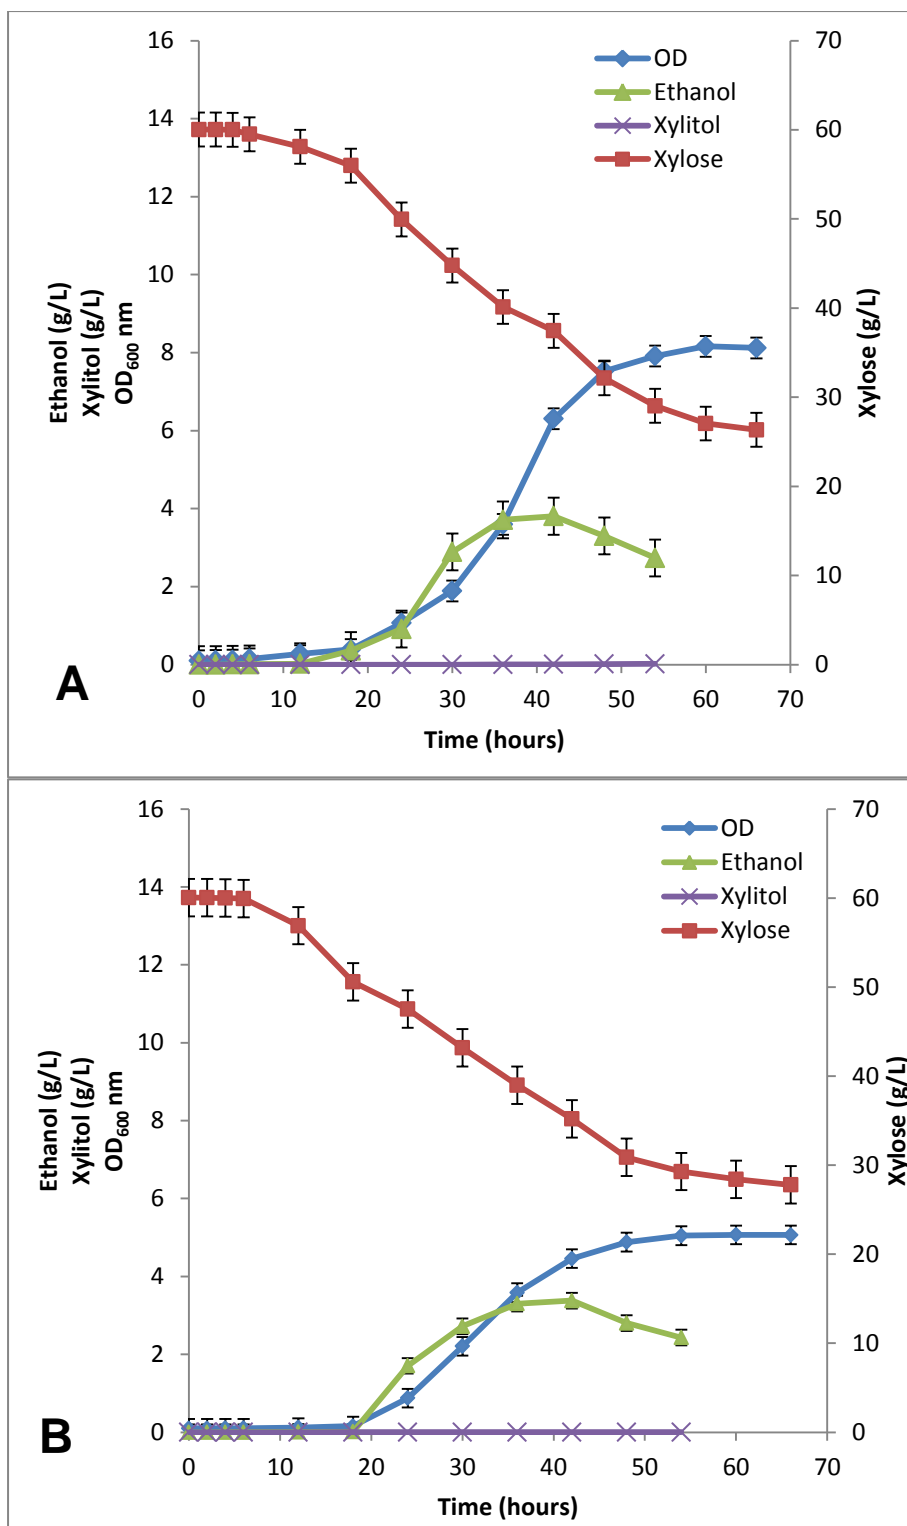 16
14
12
10
8
6
4
2
0
70
60
50
40
30
20
10
0
OD
Ethanol
Xylitol
Xylose
Ethanol (g/L)
Xylitol (g/L)
OD600 nm
Xylose (g/L)
0 10 20 30 40 50 60 70
Time (hours)
A
16
14
12
10
8
6
4
2
0
70
60
50
40
30
20
10
0
OD
Ethanol
Xylitol
Xylose
Ethanol (g/L)
Xylitol (g/L)
OD600 nm
Xylose (g/L)
0 10 20 30 40 50 60 70
Time (hours)
B